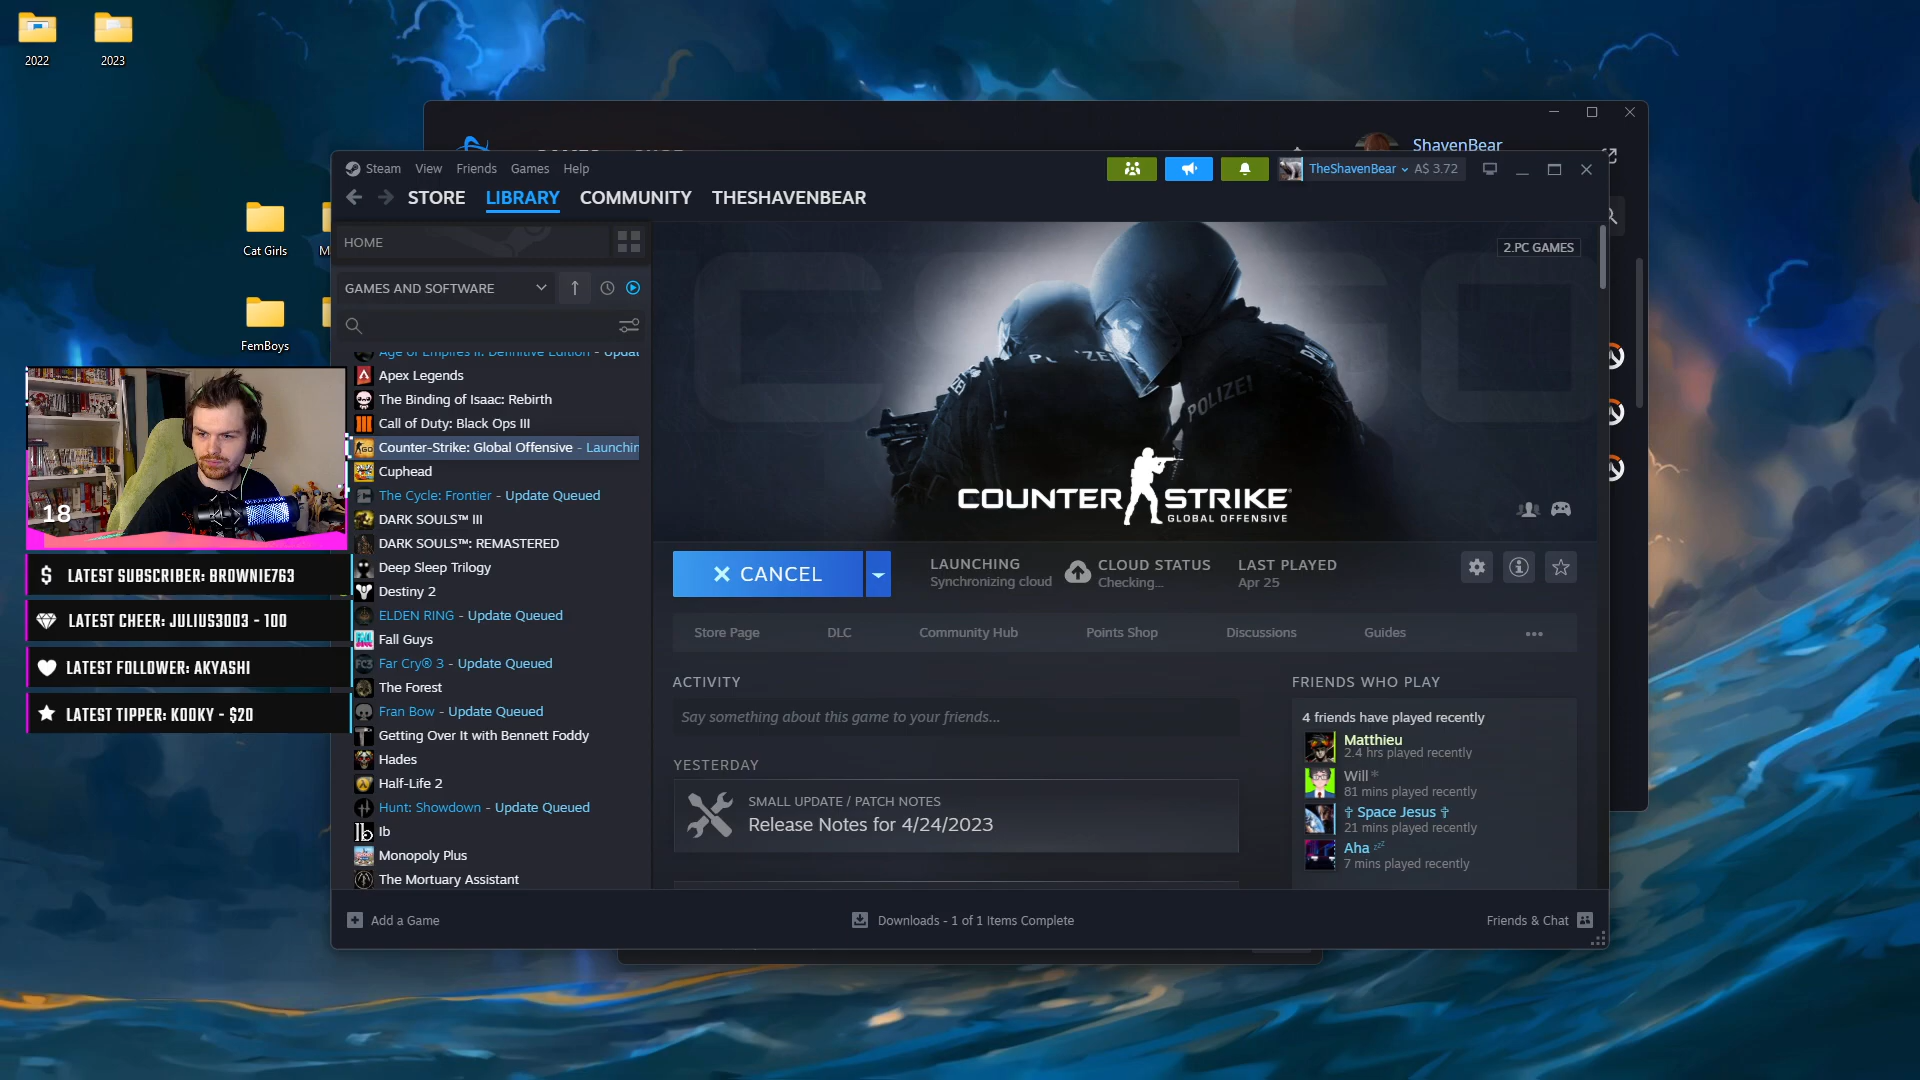 2022
2023
ShavenBear
Steam View Friends Games Help
TheShavenBear A$ 3.72
STORE LIBRARY COMMUNITY THESHAVENBEAR
HOME
2.PC GAMES
Cat Girls
GAMES AND SOFTWARE
FemBoys
Age of Empires II: Definitive Edition - Updat
Apex Legends
The Binding of Isaac: Rebirth
Call of Duty: Black Ops III
Counter-Strike: Global Offensive - Launchin
Cuphead
The Cycle: Frontier - Update Queued
DARK SOULS™ III
DARK SOULS™: REMASTERED
Deep Sleep Trilogy
Destiny 2
ELDEN RING - Update Queued
Fall Guys
Far Cry® 3 - Update Queued
The Forest
Fran Bow - Update Queued
Getting Over It with Bennett Foddy
Hades
Half-Life 2
Hunt: Showdown - Update Queued
Ib
Monopoly Plus
The Mortuary Assistant
18
LATEST SUBSCRIBER: BROWNIE763
LATEST CHEER: JULIUS3003 - 100
LATEST FOLLOWER: AKYASHI
LATEST TIPPER: KOOKY - $20
POLIZEI
POLIZEI
COUNTER STRIKE
GLOBAL OFFENSIVE
CANCEL
LAUNCHING
Synchronizing cloud
CLOUD STATUS
Checking...
LAST PLAYED
Apr 25
Store Page DLC Community Hub Points Shop Discussions Guides
ACTIVITY
Say something about this game to your friends...
YESTERDAY
SMALL UPDATE / PATCH NOTES
Release Notes for 4/24/2023
FRIENDS WHO PLAY
4 friends have played recently
Matthieu
2.4 hrs played recently
Will *
81 mins played recently
✞ Space Jesus ✞
21 mins played recently
Aha zzZ
7 mins played recently
Add a Game
Downloads - 1 of 1 Items Complete
Friends & Chat